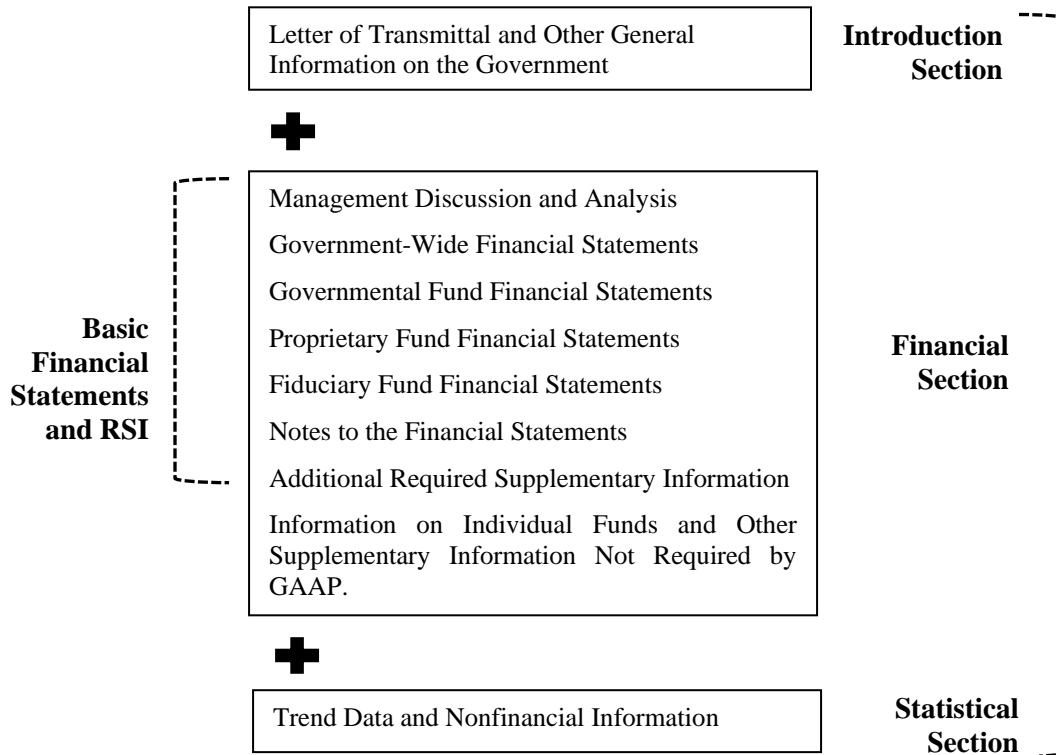 Letter of Transmittal and Other General
Information on the Government
Introduction
Section
Basic
Financial
Statements
and RSI
Management Discussion and Analysis
Government-Wide Financial Statements
Governmental Fund Financial Statements
Proprietary Fund Financial Statements
Fiduciary Fund Financial Statements
Notes to the Financial Statements
Additional Required Supplementary Information
Information on Individual Funds and Other
Supplementary Information Not Required by
GAAP.
Financial
Section
Trend Data and Nonfinancial Information
Statistical
Section